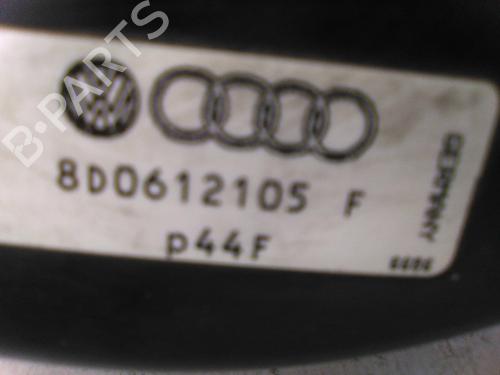 B-PARTS
8D0612105 F
p44F
GERMANY